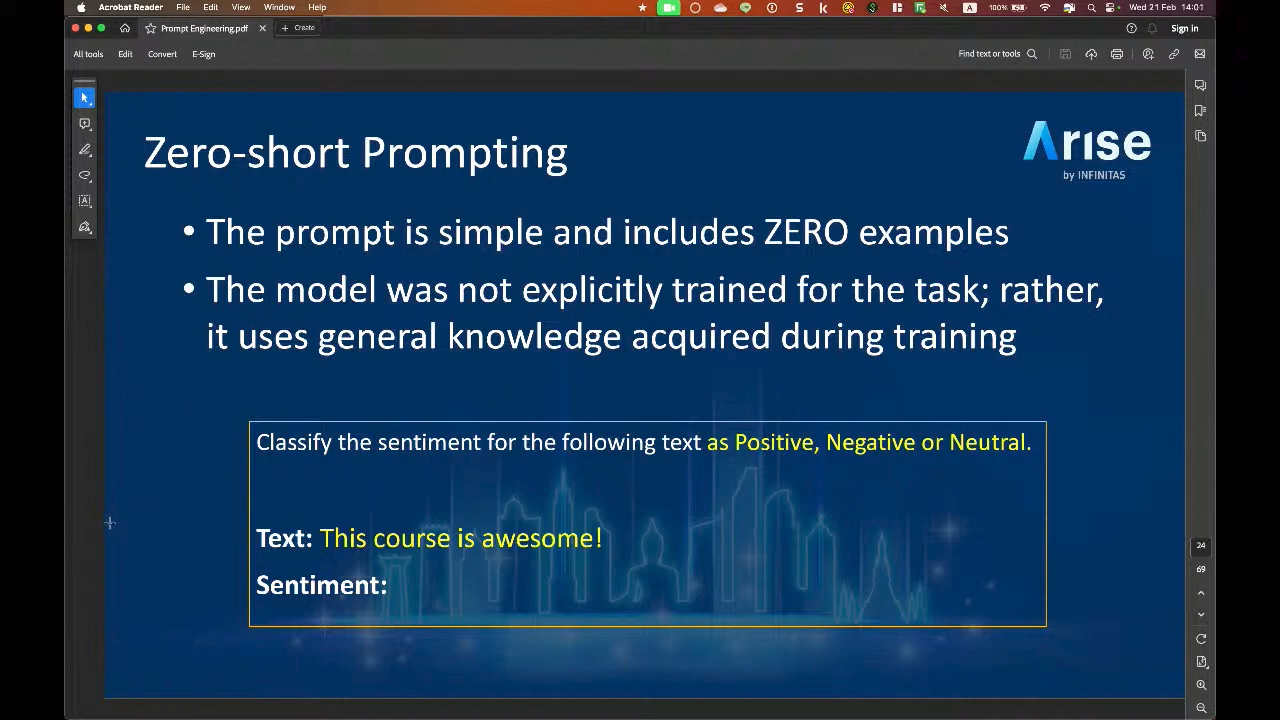 Acrobat Reader File Edit View Window Help 100% Wed 21 Feb 14:01
Prompt Engineering.pdf Create Sign in
All tools Edit Convert E-Sign Find text or tools
Zero-short Prompting
Arise
by INFINITAS
• The prompt is simple and includes ZERO examples
• The model was not explicitly trained for the task; rather,
it uses general knowledge acquired during training
Classify the sentiment for the following text as Positive, Negative or Neutral.
Text: This course is awesome!
Sentiment:
24
69